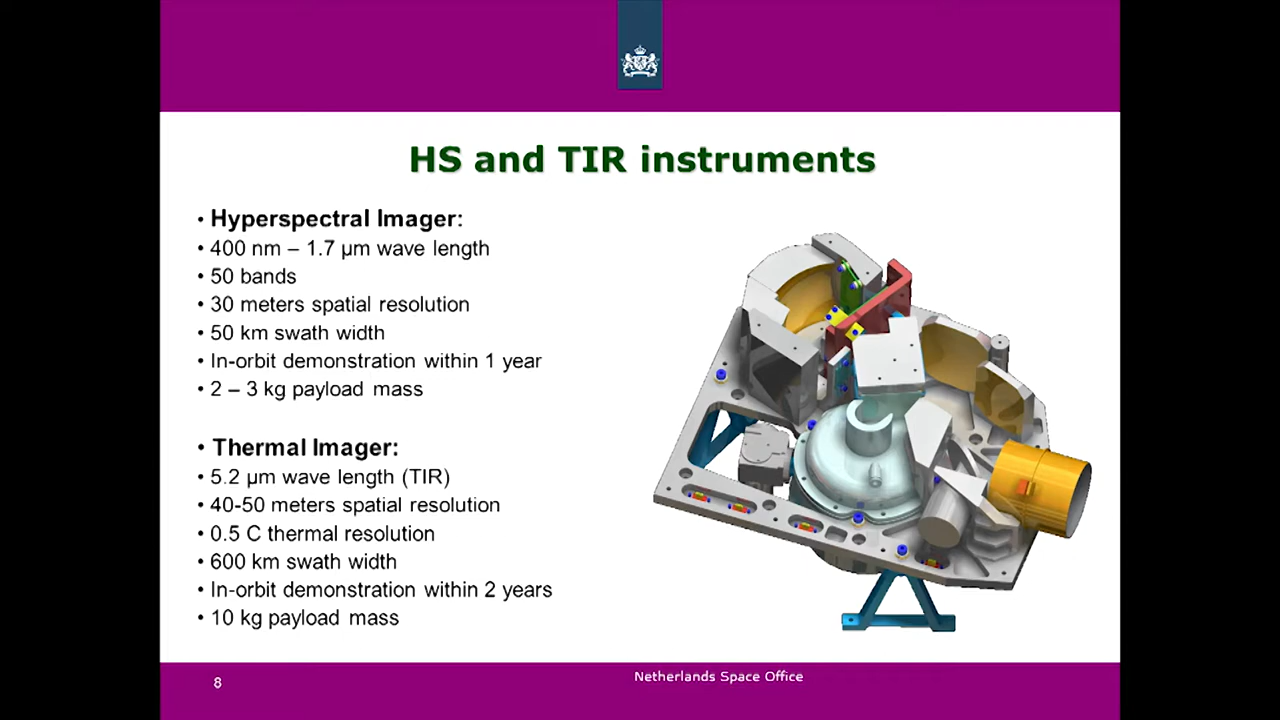 HS and TIR instruments
• Hyperspectral Imager:
• 400 nm – 1.7 µm wave length
• 50 bands
• 30 meters spatial resolution
• 50 km swath width
• In-orbit demonstration within 1 year
• 2 – 3 kg payload mass
• Thermal Imager:
• 5.2 µm wave length (TIR)
• 40-50 meters spatial resolution
• 0.5 C thermal resolution
• 600 km swath width
• In-orbit demonstration within 2 years
• 10 kg payload mass
8
Netherlands Space Office